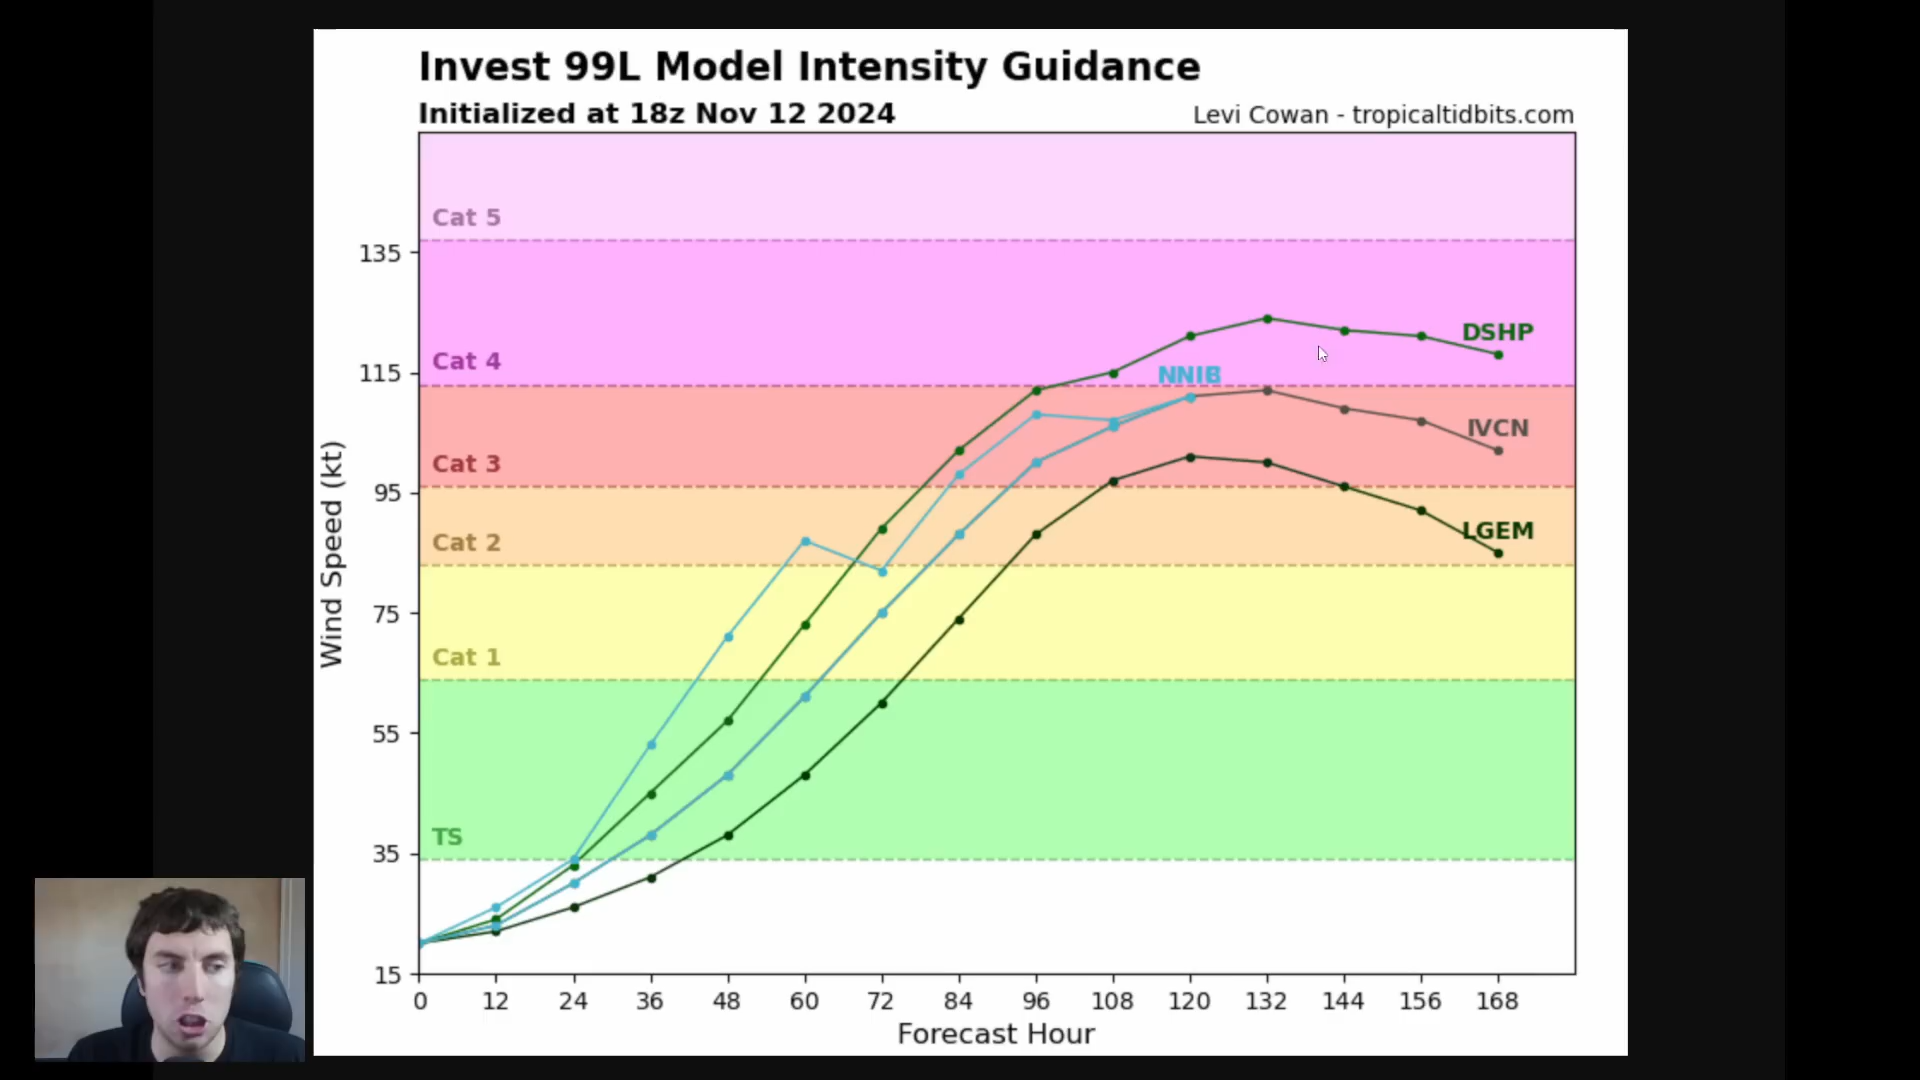 Invest 99L Model Intensity Guidance
Initialized at 18z Nov 12 2024
Levi Cowan - tropicaltidbits.com
Cat 5
135
DSHP
Cat 4
115
NNIB
IVCN
Cat 3
95
LGEM
Cat 2
75
Cat 1
55
TS
35
15
Wind Speed (kt)
0 12 24 36 48 60 72 84 96 108 120 132 144 156 168
Forecast Hour